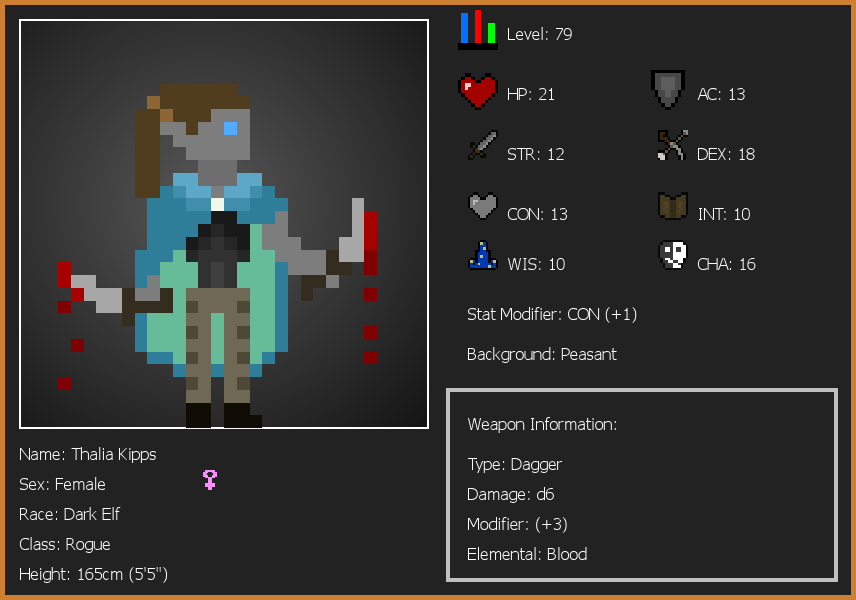 Level: 79
HP: 21
AC: 13
STR: 12
DEX: 18
CON: 13
INT: 10
WIS: 10
CHA: 16
Stat Modifier: CON (+1)
Background: Peasant
Weapon Information:
Type: Dagger
Damage: d6
Modifier: (+3)
Elemental: Blood
Name: Thalia Kipps
Sex: Female
Race: Dark Elf
Class: Rogue
Height: 165cm (5'5")